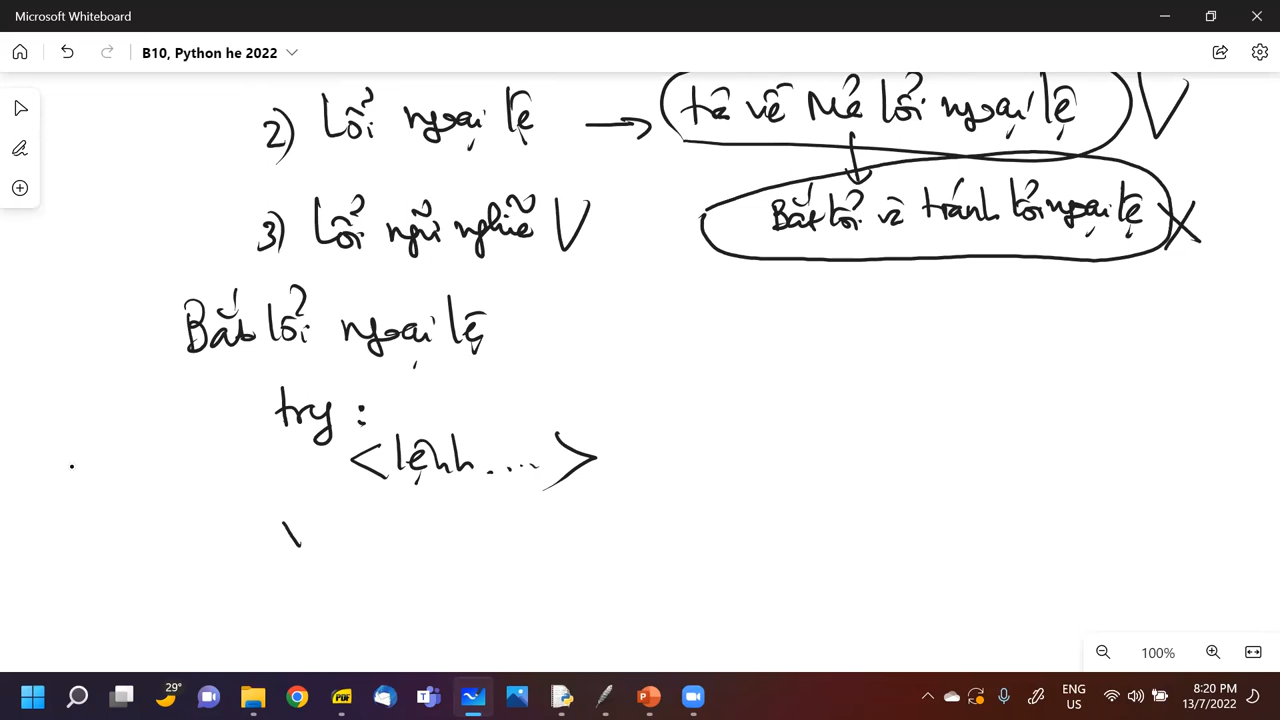 Microsoft Whiteboard
B10, Python he 2022
2) Lỗi ngoại lệ → trả về Mã lỗi ngoại lệ V
3) Lỗi ngữ nghĩa V
Bắt lỗi và tránh lỗi ngoại lệ X
Bắt lỗi ngoại lệ
try :
<lệnh ....>
100%
29°
ENG
US
8:20 PM
13/7/2022